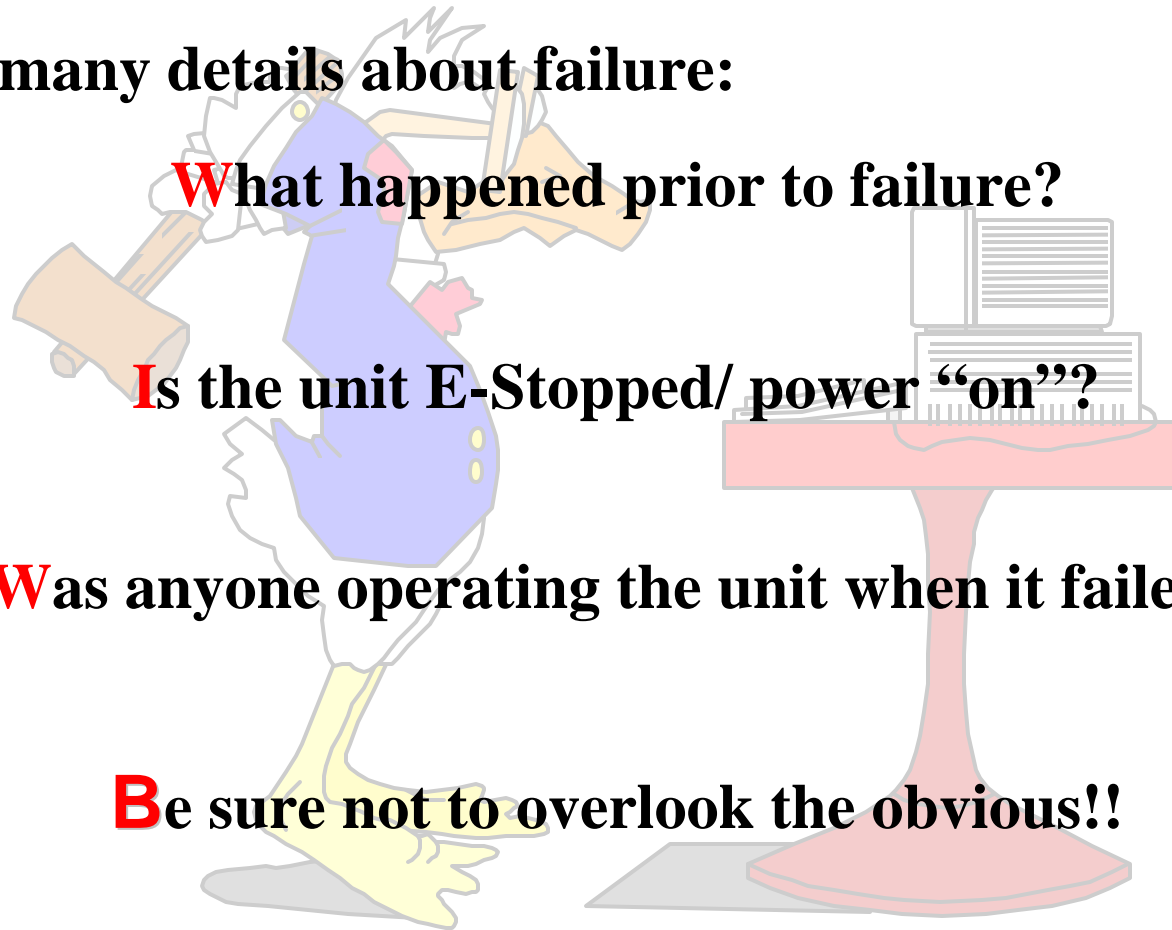 many details about failure:
What happened prior to failure?
Is the unit E-Stopped/ power “on”?
Was anyone operating the unit when it faile
Be sure not to overlook the obvious!!